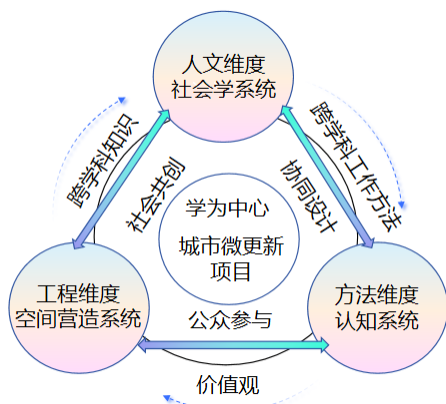 人文维度
社会学系统
跨学科知识
社会共创
跨学科工作方法
协同设计
学为中心
城市微更新
项目
工程维度
空间营造系统
方法维度
认知系统
公众参与
价值观